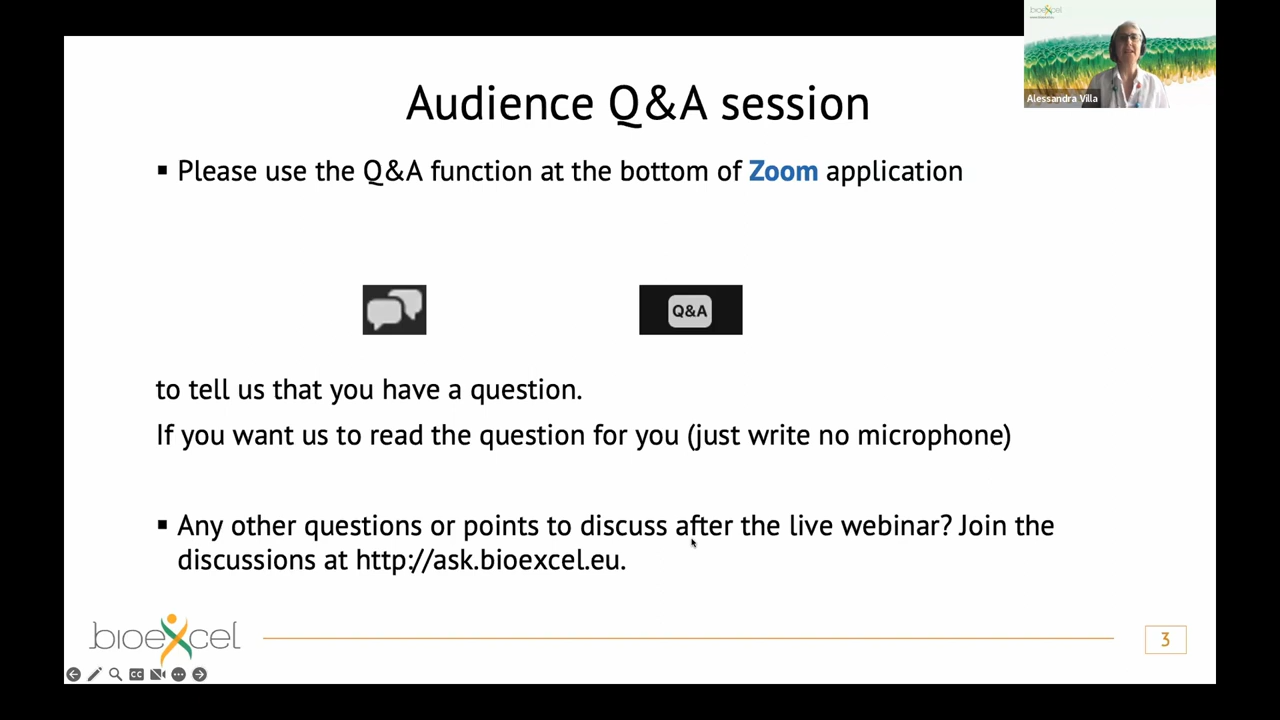 bioexcel
Alessandra Villa
Audience Q&A session
▪ Please use the Q&A function at the bottom of Zoom application
Q&A
to tell us that you have a question.
If you want us to read the question for you (just write no microphone)
▪ Any other questions or points to discuss after the live webinar? Join the
discussions at http://ask.bioexcel.eu.
bioexcel
3
CC